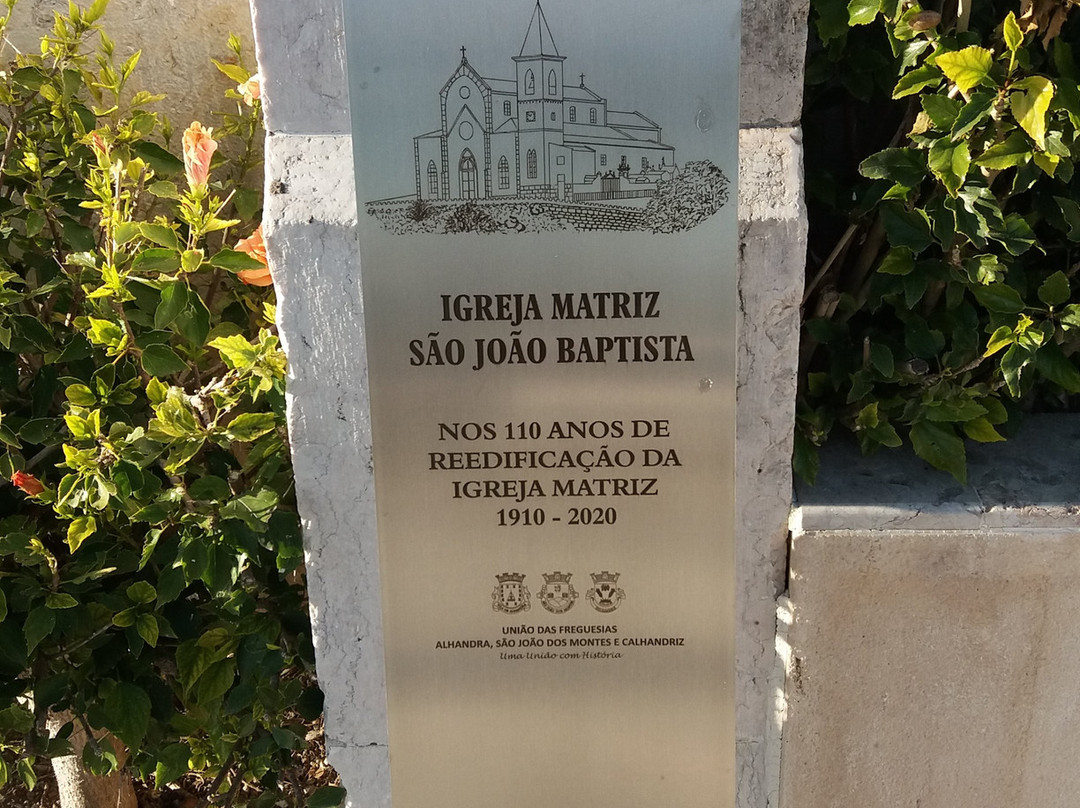 IGREJA MATRIZ
SÃO JOÃO BAPTISTA
NOS 110 ANOS DE
REEDIFICAÇÃO DA
IGREJA MATRIZ
1910 - 2020
UNIÃO DAS FREGUESIAS
ALHANDRA, SÃO JOÃO DOS MONTES E CALHANDRIZ
Uma União com História